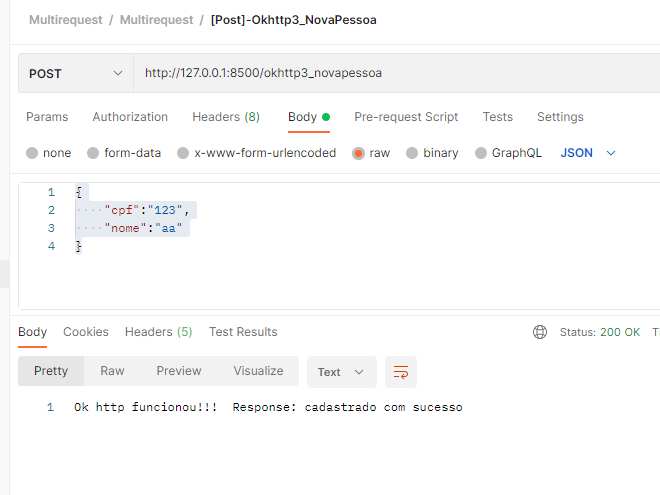 Multirequest / Multirequest / [Post]-Okhttp3_NovaPessoa
POST http://127.0.0.1:8500/okhttp3_novapessoa
Params Authorization Headers (8) Body Pre-request Script Tests Settings
none form-data x-www-form-urlencoded raw binary GraphQL JSON
1 {
2 "cpf":"123",
3 "nome":"aa"
4 }
Body Cookies Headers (5) Test Results Status: 200 OK
Pretty Raw Preview Visualize Text
1 Ok http funcionou!!! Response: cadastrado com sucesso